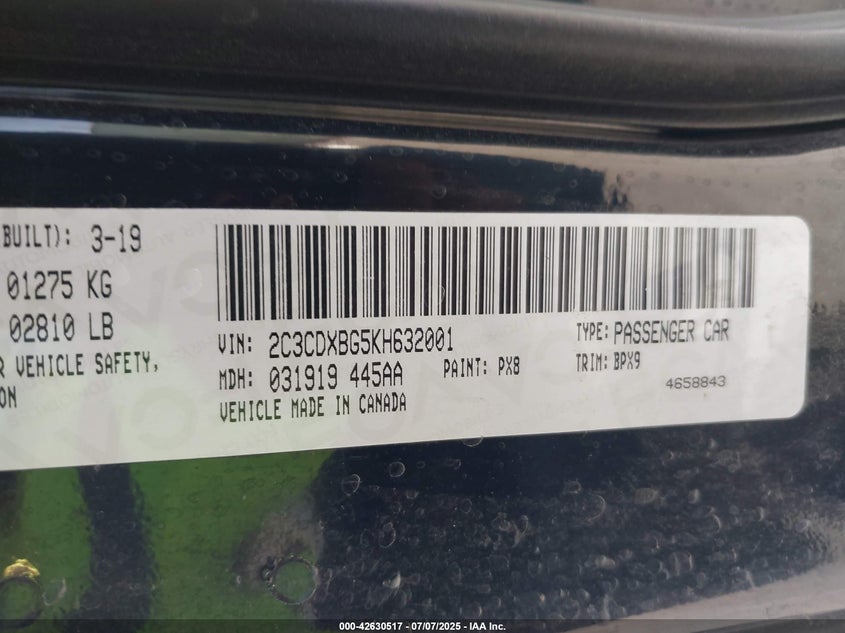 BUILT): 3-19
01275 KG
02810 LB
R VEHICLE SAFETY,
ON
VIN: 2C3CDXBG5KH632001
TYPE: PASSENGER CAR
MDH: 031919 445AA
PAINT: PX8
TRIM: BPX9
VEHICLE MADE IN CANADA
4658843
000-42630517 / 07/07/2025 - IAA Inc.